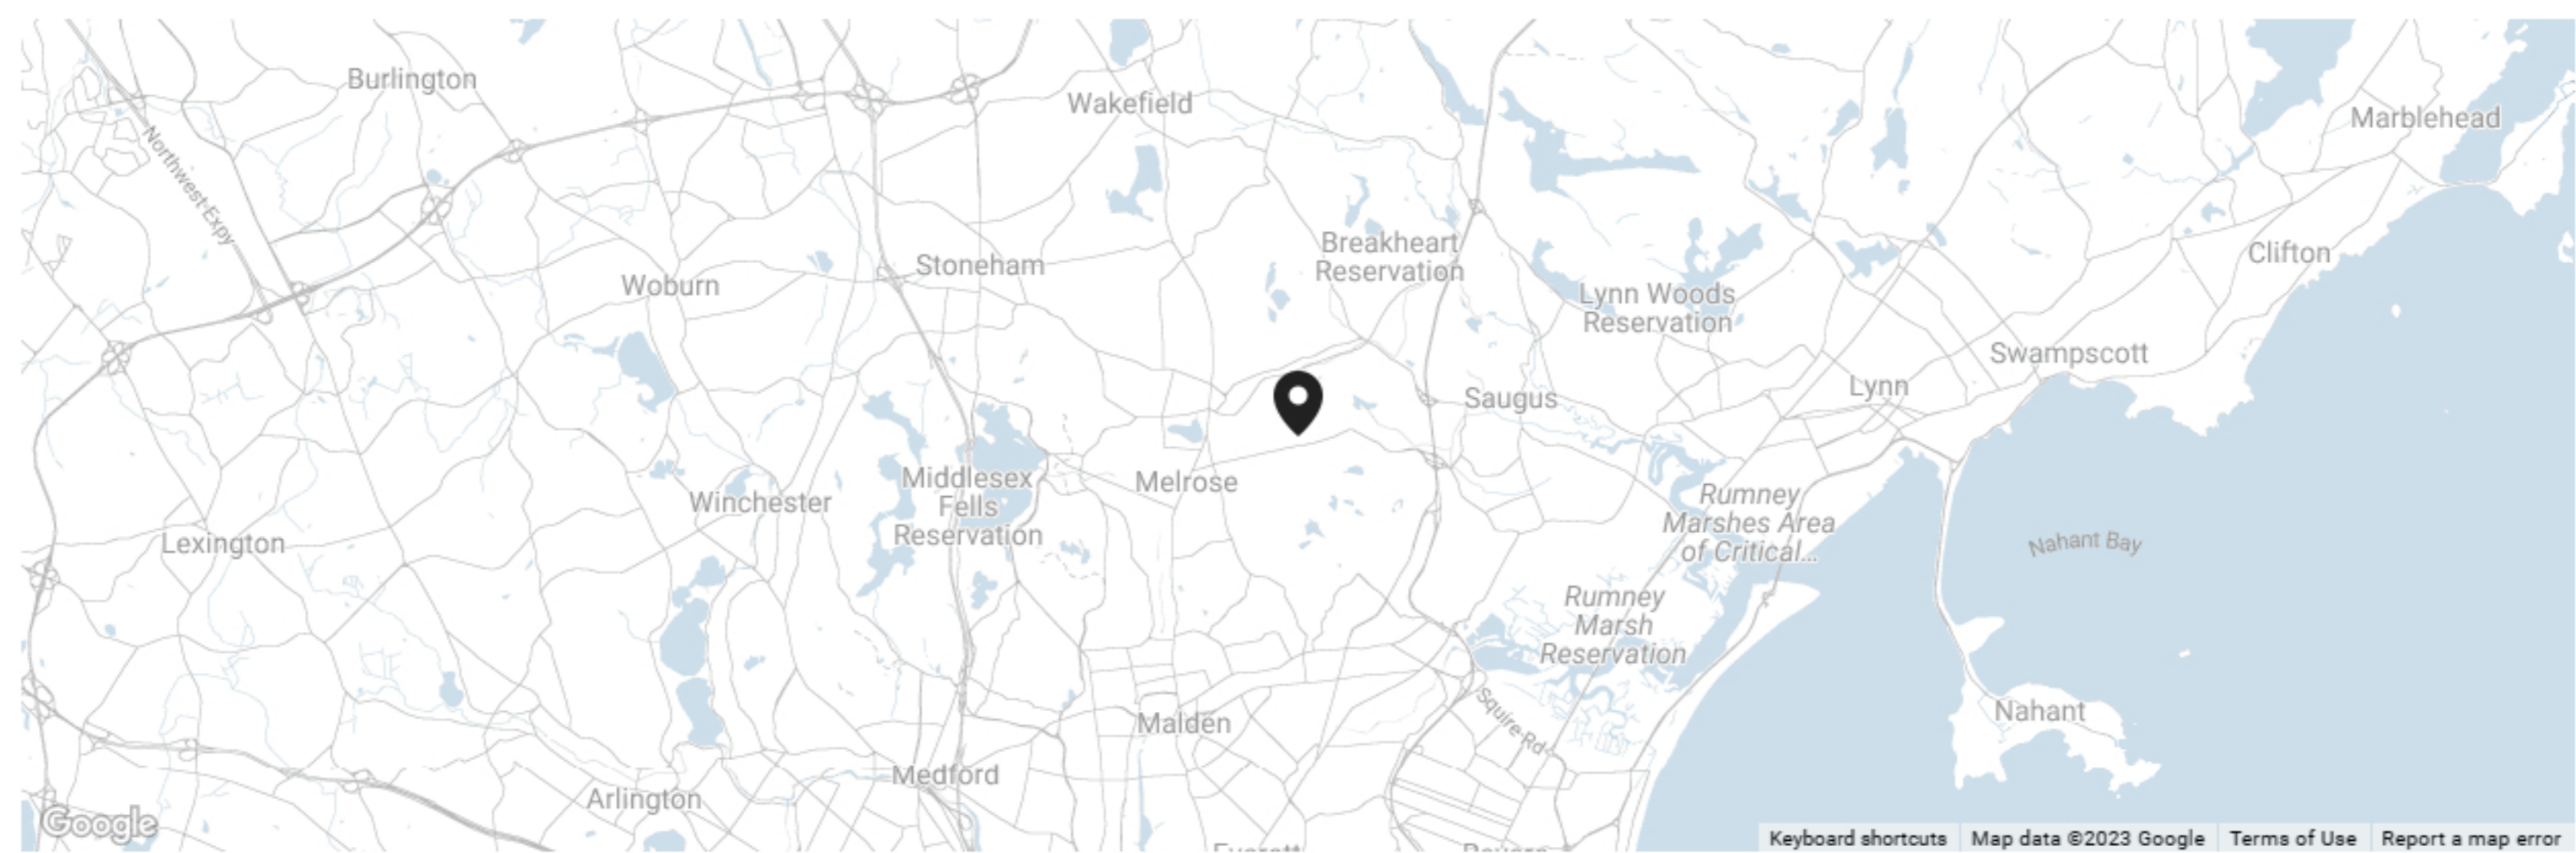 Burlington
Wakefield
Marblehead
Northwest Expy
Breakheart
Reservation
Clifton
Stoneham
Woburn
Lynn Woods
Reservation
Swampscott
Lynn
Saugus
Middlesex
Fells
Reservation
Melrose
Winchester
Rumney
Marshes Area
of Critical...
Lexington
Nahant Bay
Rumney
Marsh
Reservation
Squire Rd
Nahant
Malden
Medford
Arlington
Google
Keyboard shortcuts
Map data ©2023 Google
Terms of Use
Report a map error